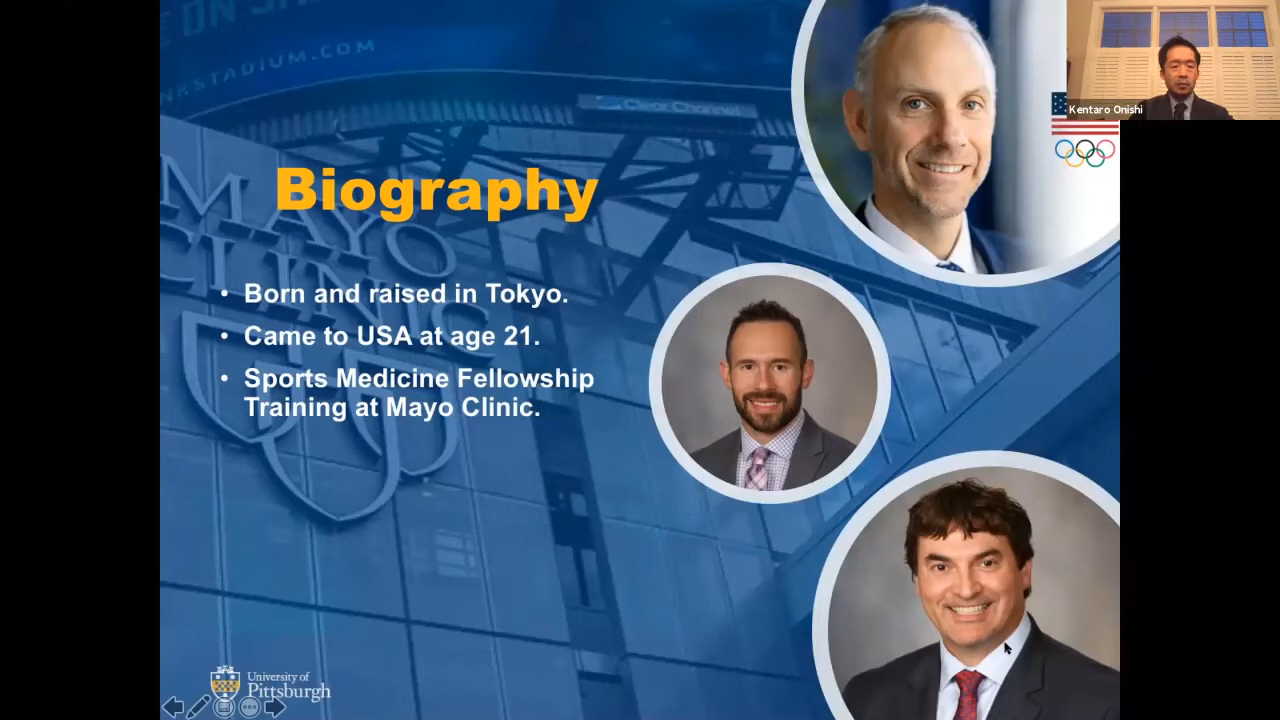 ON
NKSTADIUM.COM
Clear Channel
MAYO
CLINIC
Kentaro Onishi
Biography
• Born and raised in Tokyo.
• Came to USA at age 21.
• Sports Medicine Fellowship
Training at Mayo Clinic.
University of
Pittsburgh